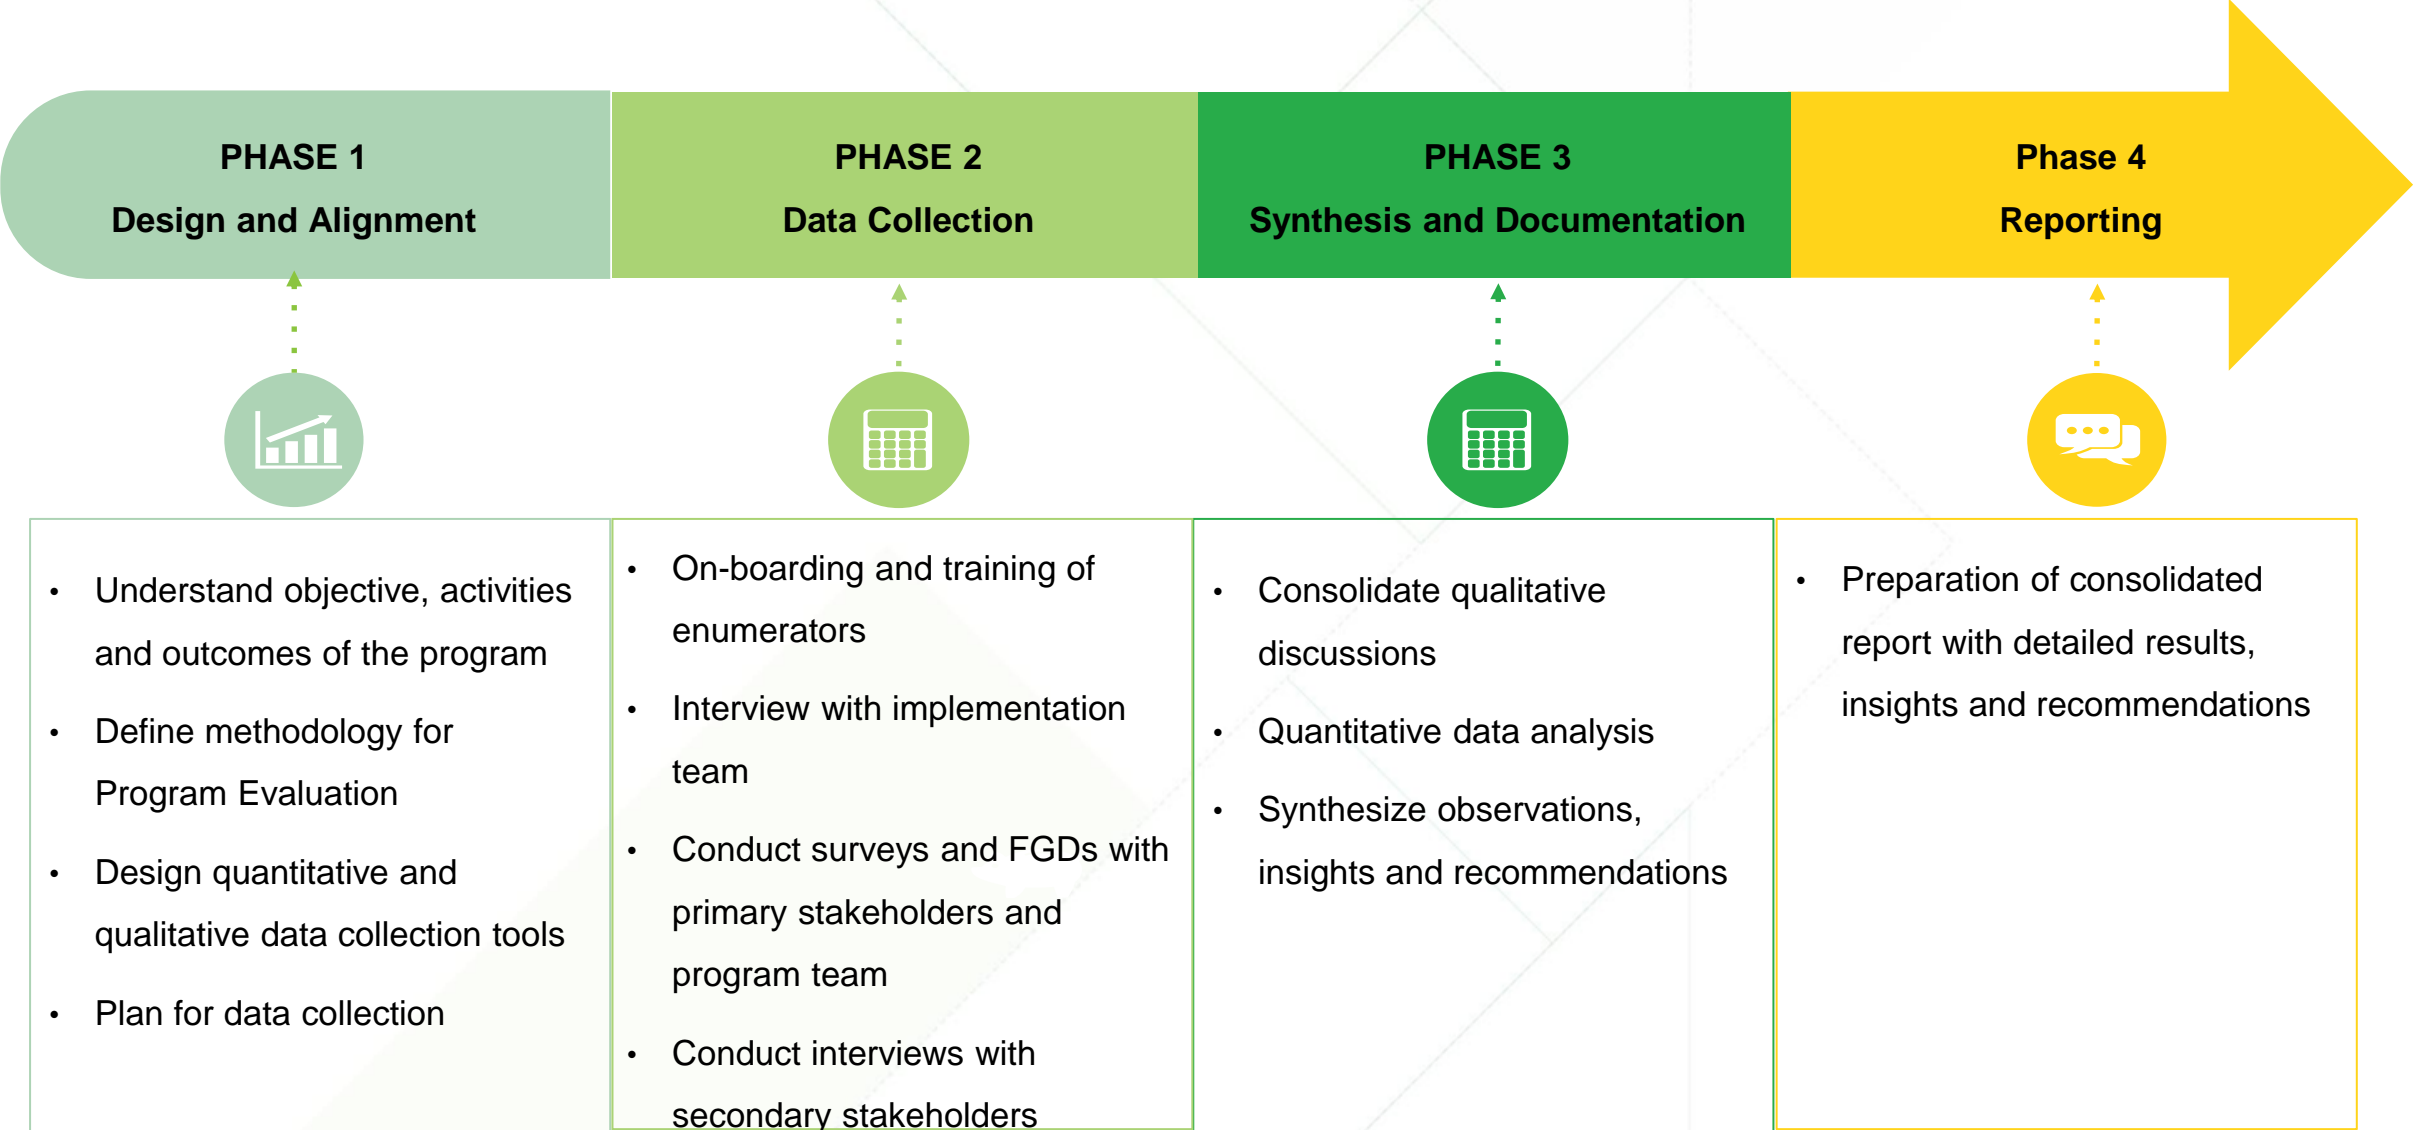 PHASE 1
Design and Alignment
PHASE 2
Data Collection
PHASE 3
Synthesis and Documentation
Phase 4
Reporting
• Understand objective, activities
and outcomes of the program
• Define methodology for
Program Evaluation
• Design quantitative and
qualitative data collection tools
• Plan for data collection
• On-boarding and training of
enumerators
• Interview with implementation
team
• Conduct surveys and FGDs with
primary stakeholders and
program team
• Conduct interviews with
secondary stakeholders
• Consolidate qualitative
discussions
• Quantitative data analysis
• Synthesize observations,
insights and recommendations
• Preparation of consolidated
report with detailed results,
insights and recommendations